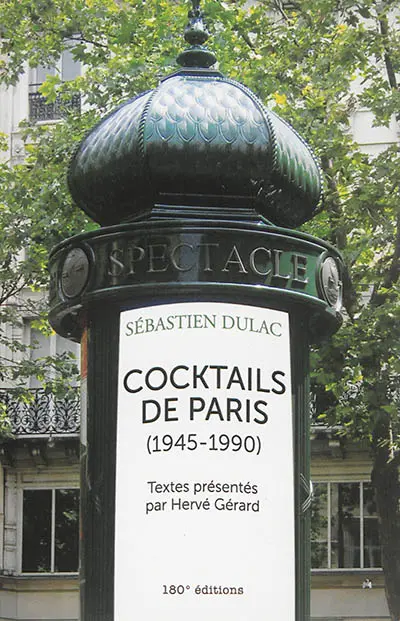 SPECTACLE
SÉBASTIEN DULAC
COCKTAILS
DE PARIS
(1945-1990)
Textes présentés
par Hervé Gérard
180° éditions